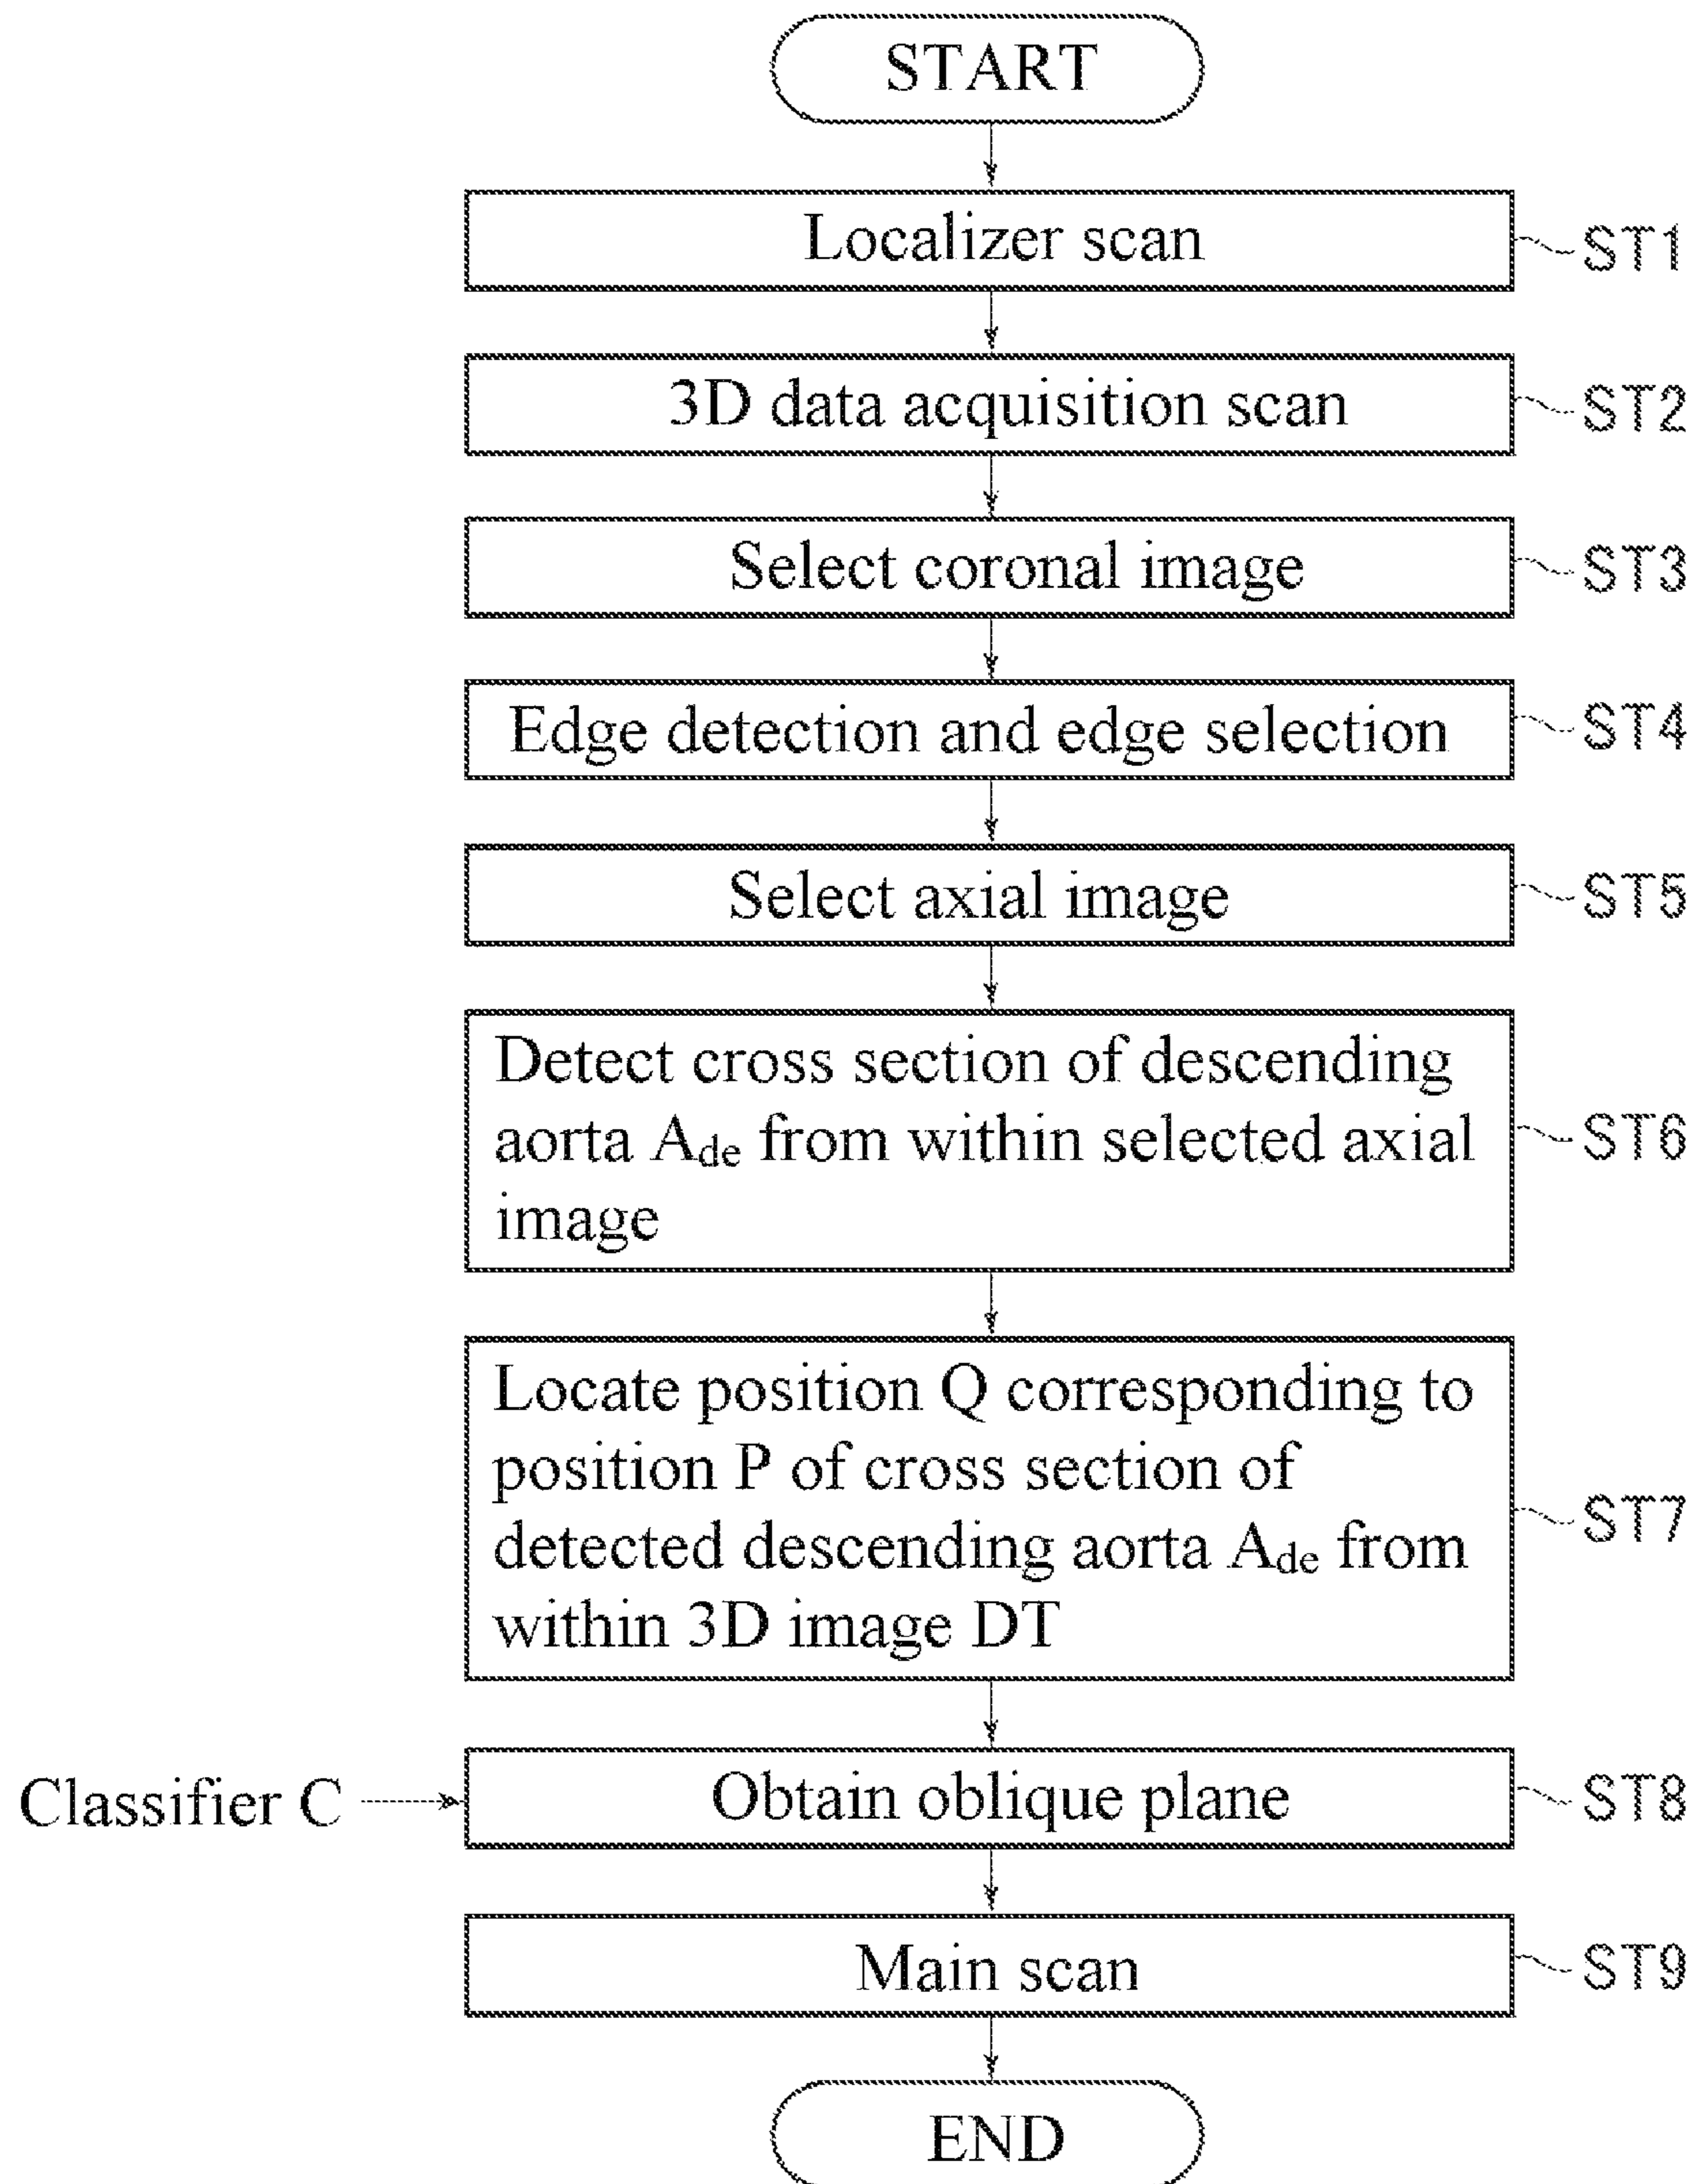 START
Localizer scan
ST1
3D data acquisition scan
ST2
Select coronal image
ST3
Edge detection and edge selection
ST4
Select axial image
ST5
Detect cross section of descending
aorta Ade from within selected axial
image
ST6
Locate position Q corresponding to
position P of cross section of
detected descending aorta Ade from
within 3D image DT
ST7
Classifier C
Obtain oblique plane
ST8
Main scan
ST9
END